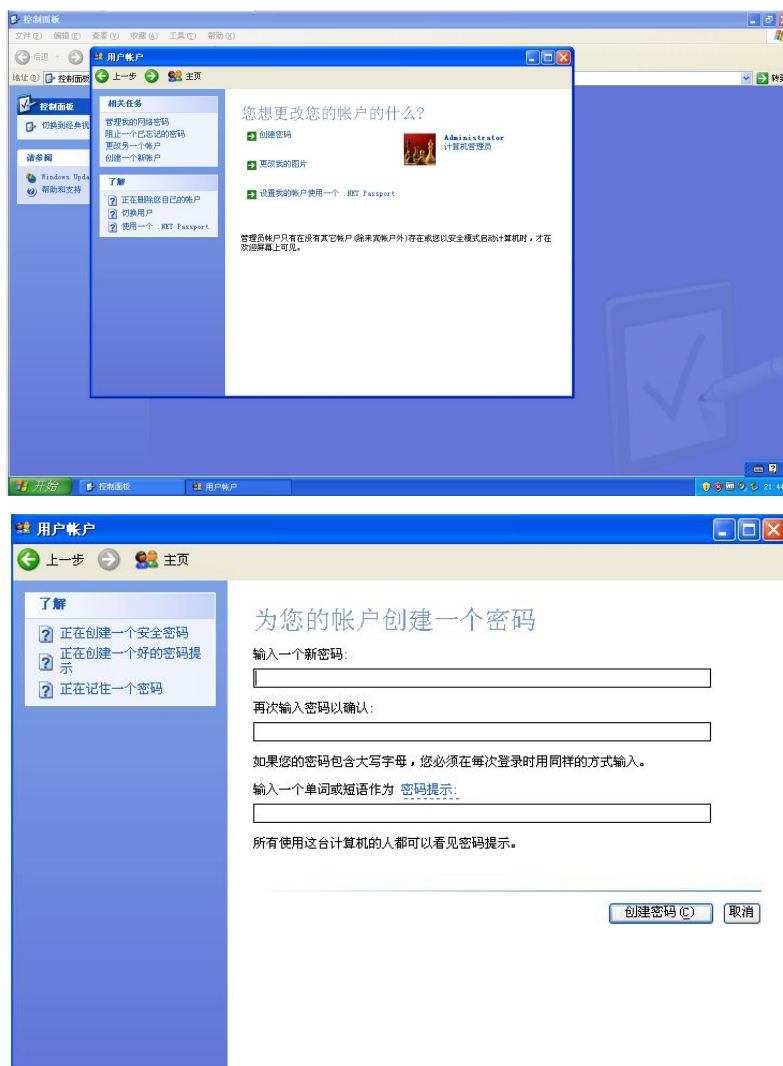 控制面板
文件(F) 编辑(E) 查看(V) 收藏(A) 工具(T) 帮助(H)
后退
地址(D) 控制面板
转到
控制面板
切换到经典视
请参阅
Windows Upda
帮助和支持
用户帐户
上一步 主页
相关任务
管理我的网络密码
阻止一个已忘记的密码
更改另一个帐户
创建一个新帐户
了解
正在删除您自己的帐户
切换用户
使用一个 .NET Passport
您想更改您的帐户的什么?
创建密码
更改我的图片
设置我的帐户使用一个 .NET Passport
Administrator
计算机管理员
管理员帐户只有在没有其它帐户(除来宾帐户外)存在或您以安全模式启动计算机时,才在
欢迎屏幕上可见。
开始 控制面板 用户帐户 21:44
用户帐户
上一步 主页
了解
正在创建一个安全密码
正在创建一个好的密码提
示
正在记住一个密码
为您的帐户创建一个密码
输入一个新密码:
再次输入密码以确认:
如果您的密码包含大写字母,您必须在每次登录时用同样的方式输入。
输入一个单词或短语作为 密码提示:
所有使用这台计算机的人都可以看见密码提示。
创建密码(C) 取消